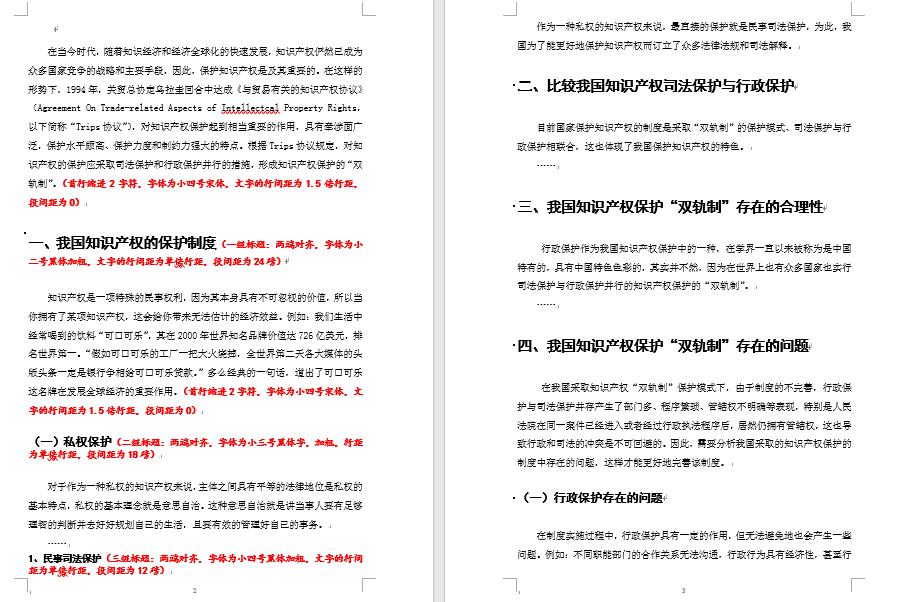 在当今时代，随着知识经济和经济全球化的快速发展，知识产权俨然已成为
众多国家竞争的战略和主要手段，因此，保护知识产权是及其重要的。在这样的
形势下，1994年，关贸总协定乌拉圭回合中达成《与贸易有关的知识产权协议》
（Agreement On Trade-related Aspects of Intellectcal Property Rights，
以下简称“Trips协议”），对知识产权保护起到相当重要的作用，具有牵涉面广
泛，保护水平颇高、保护力度和制约力强大的特点。根据Trips协议规定，对知
识产权的保护应采取司法保护和行政保护并行的措施，形成知识产权保护的“双
轨制”。（首行缩进2字符。字体为小四号宋体。文字的行间距为1.5倍行距。
段间距为0）
一、我国知识产权的保护制度（一级标题：两端对齐。字体为小
二号黑体加粗。文字的行间距为单倍行距。段间距为24磅）
知识产权是一项特殊的民事权利，因为其本身具有不可忽视的价值，所以当
你拥有了某项知识产权，这会给你带来无法估计的经济效益。例如：我们生活中
经常喝到的饮料“可口可乐”，其在2000年世界知名品牌价值达726亿美元，排
名世界第一。“假如可口可乐的工厂一把大火烧掉，全世界第二天各大媒体的头
版头条一定是银行争相给可口可乐贷款。”多么经典的一句话，道出了可口可乐
这名牌在发展全球经济的重要作用。（首行缩进2字符。字体为小四号宋体。文
字的行间距为1.5倍行距。段间距为0）
（一）私权保护（二级标题：两端对齐。字体为小三号黑体字。加粗。行距
为单倍行距。段间距为18磅）
对于作为一种私权的知识产权来说，主体之间具有平等的法律地位是私权的
基本特点，私权的基本理念就是意思自治。这种意思自治就是讲当事人要有足够
理智的判断并去好好规划自己的生活，且要有效的管理好自己的事务。
……
1、民事司法保护（三级标题：两端对齐。字体为小四号黑体加粗。文字的行间
距为单倍行距。段间距为12磅）
2
作为一种私权的知识产权来说，最直接的保护就是民事司法保护，为此，我
国为了能更好地保护知识产权而订立了众多法律法规和司法解释。
二、比较我国知识产权司法保护与行政保护
目前国家保护知识产权的制度是采取“双轨制”的保护模式、司法保护与行
政保护相联合，这也体现了我国保护知识产权的特色。
……
三、我国知识产权保护“双轨制”存在的合理性
行政保护作为我国知识产权保护中的一种，在学界一直以来被称为是中国
特有的，具有中国特色色彩的，其实并不然，因为在世界上也有众多国家也实行
司法保护与行政保护并行的知识产权保护的“双轨制”。
……
四、我国知识产权保护“双轨制”存在的问题
在我国采取知识产权“双轨制”保护模式下，由于制度的不完善，行政保
护与司法保护并存产生了部门多、程序繁琐、管辖权不明确等表现，特别是人民
法院在同一案件已经进入或者经过行政执法程序后，居然仍拥有管辖权，这也导
致行政和司法的冲突是不可回避的。因此，需要分析我国采取的知识产权保护的
制度中存在的问题，这样才能更好地完善该制度。
（一）行政保护存在的问题
在制度实施过程中，行政保护具有一定的作用，但无法避免地也会产生一些
问题。例如：不同职能部门的合作关系无法沟通，行政行为具有经济性，甚至行
3